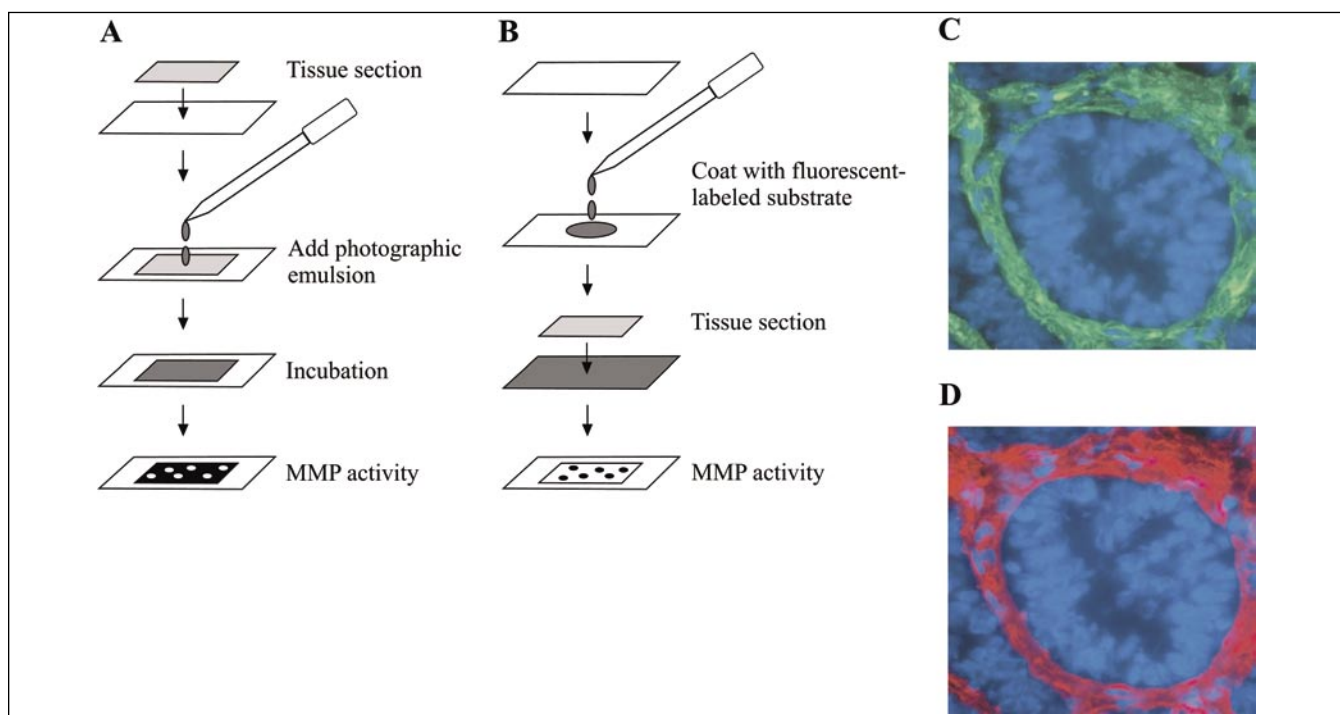 A
Tissue section
Add photographic
emulsion
Incubation
MMP activity
B
Coat with fluorescent-
labeled substrate
Tissue section
MMP activity
C
D